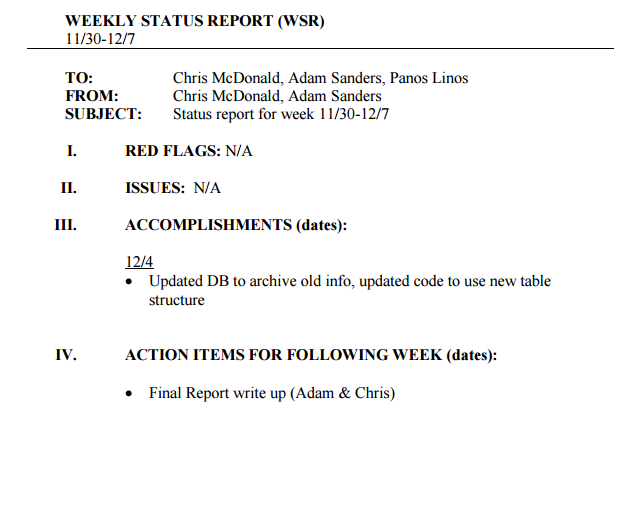 WEEKLY STATUS REPORT (WSR)
11/30-12/7
TO: Chris McDonald, Adam Sanders, Panos Linos
FROM: Chris McDonald, Adam Sanders
SUBJECT: Status report for week 11/30-12/7
I. RED FLAGS: N/A
II. ISSUES: N/A
III. ACCOMPLISHMENTS (dates):
12/4
• Updated DB to archive old info, updated code to use new table
structure
IV. ACTION ITEMS FOR FOLLOWING WEEK (dates):
• Final Report write up (Adam & Chris)